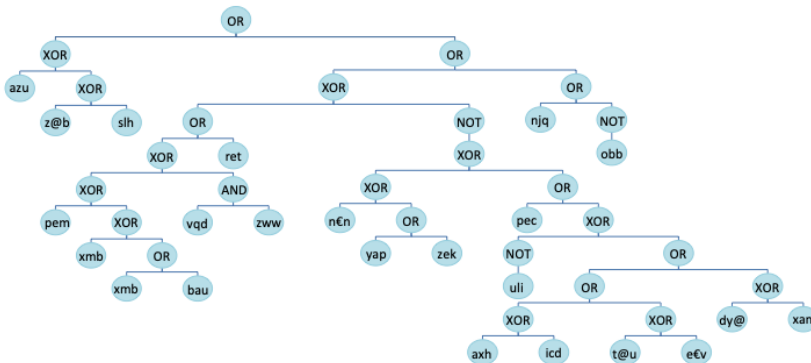 OR
XOR OR
azu XOR XOR OR
z@b slh OR NOT njq NOT
XOR ret XOR obb
XOR AND XOR OR
pem XOR vqd zww n€n OR pec XOR
xmb OR yap zek NOT OR
xmb bau uli OR XOR
XOR XOR dy@ xan
axh icd t@u e€v